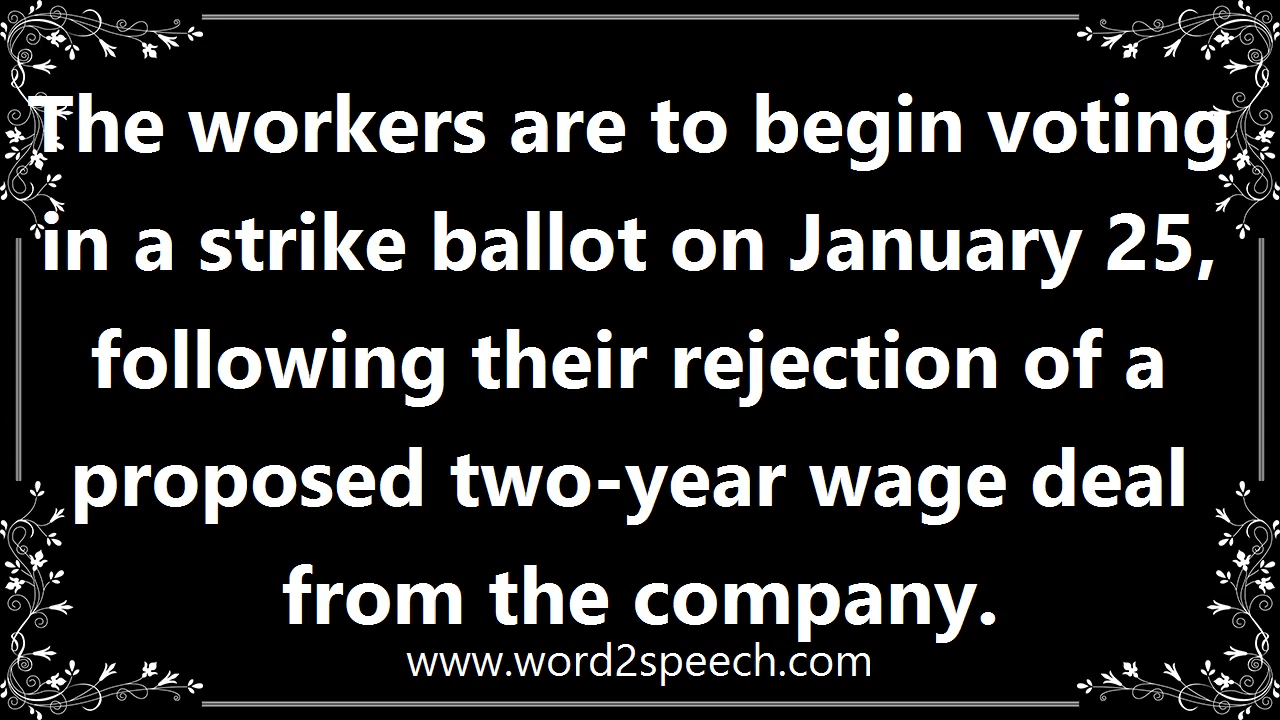 The workers are to begin voting
in a strike ballot on January 25,
following their rejection of a
proposed two-year wage deal
from the company.
www.word2speech.com